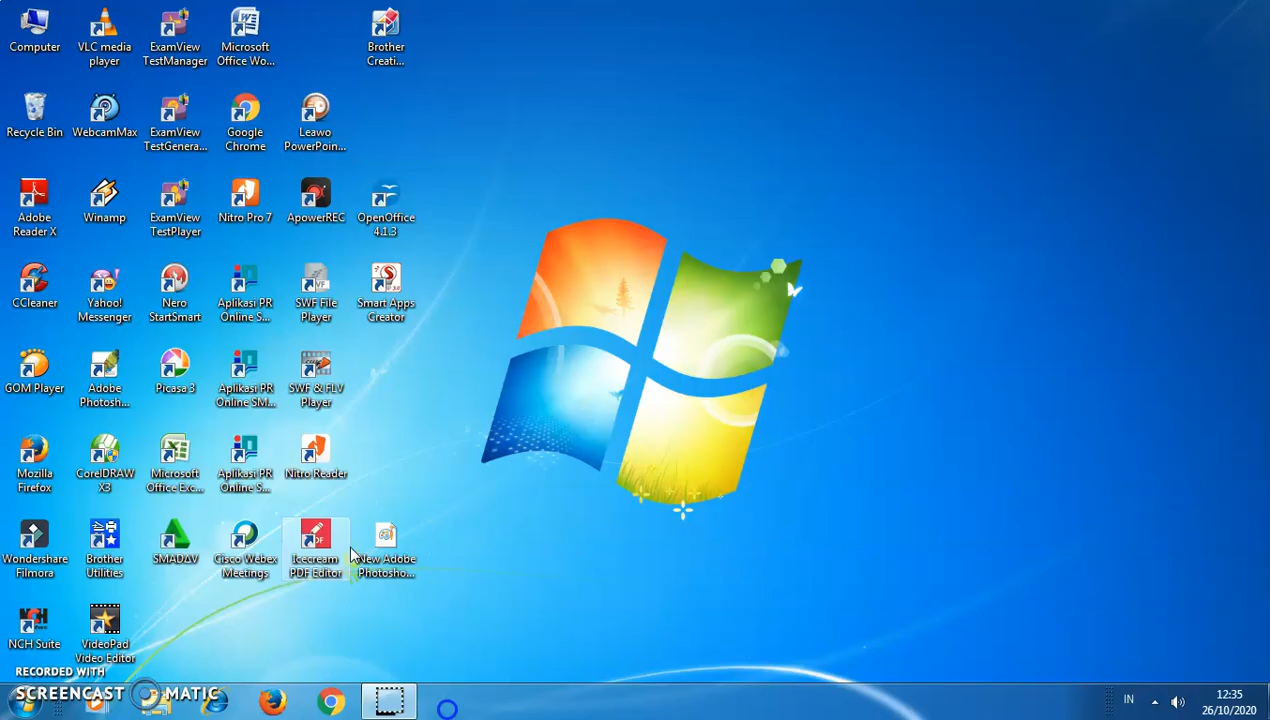 Computer
VLC media
player
ExamView
TestManager
Microsoft
Office Wo...
Brother
Creati...
Recycle Bin
WebcamMax
ExamView
TestGenera...
Google
Chrome
Leawo
PowerPoin...
Adobe
Reader X
Winamp
ExamView
TestPlayer
Nitro Pro 7
ApowerREC
OpenOffice
4.1.3
CCleaner
Yahoo!
Messenger
Nero
StartSmart
Aplikasi PR
Online S...
SWF File
Player
Smart Apps
Creator
GOM Player
Adobe
Photosh...
Picasa 3
Aplikasi PR
Online SM...
SWF & FLV
Player
Mozilla
Firefox
CorelDRAW
X3
Microsoft
Office Exc...
Aplikasi PR
Online S...
Nitro Reader
Wondershare
Filmora
Brother
Utilities
SMADΔV
Cisco Webex
Meetings
Icecream
PDF Editor
New Adobe
Photosho...
NCH Suite
VideoPad
Video Editor
RECORDED WITH
SCREENCAST MATIC
IN
12:35
26/10/2020